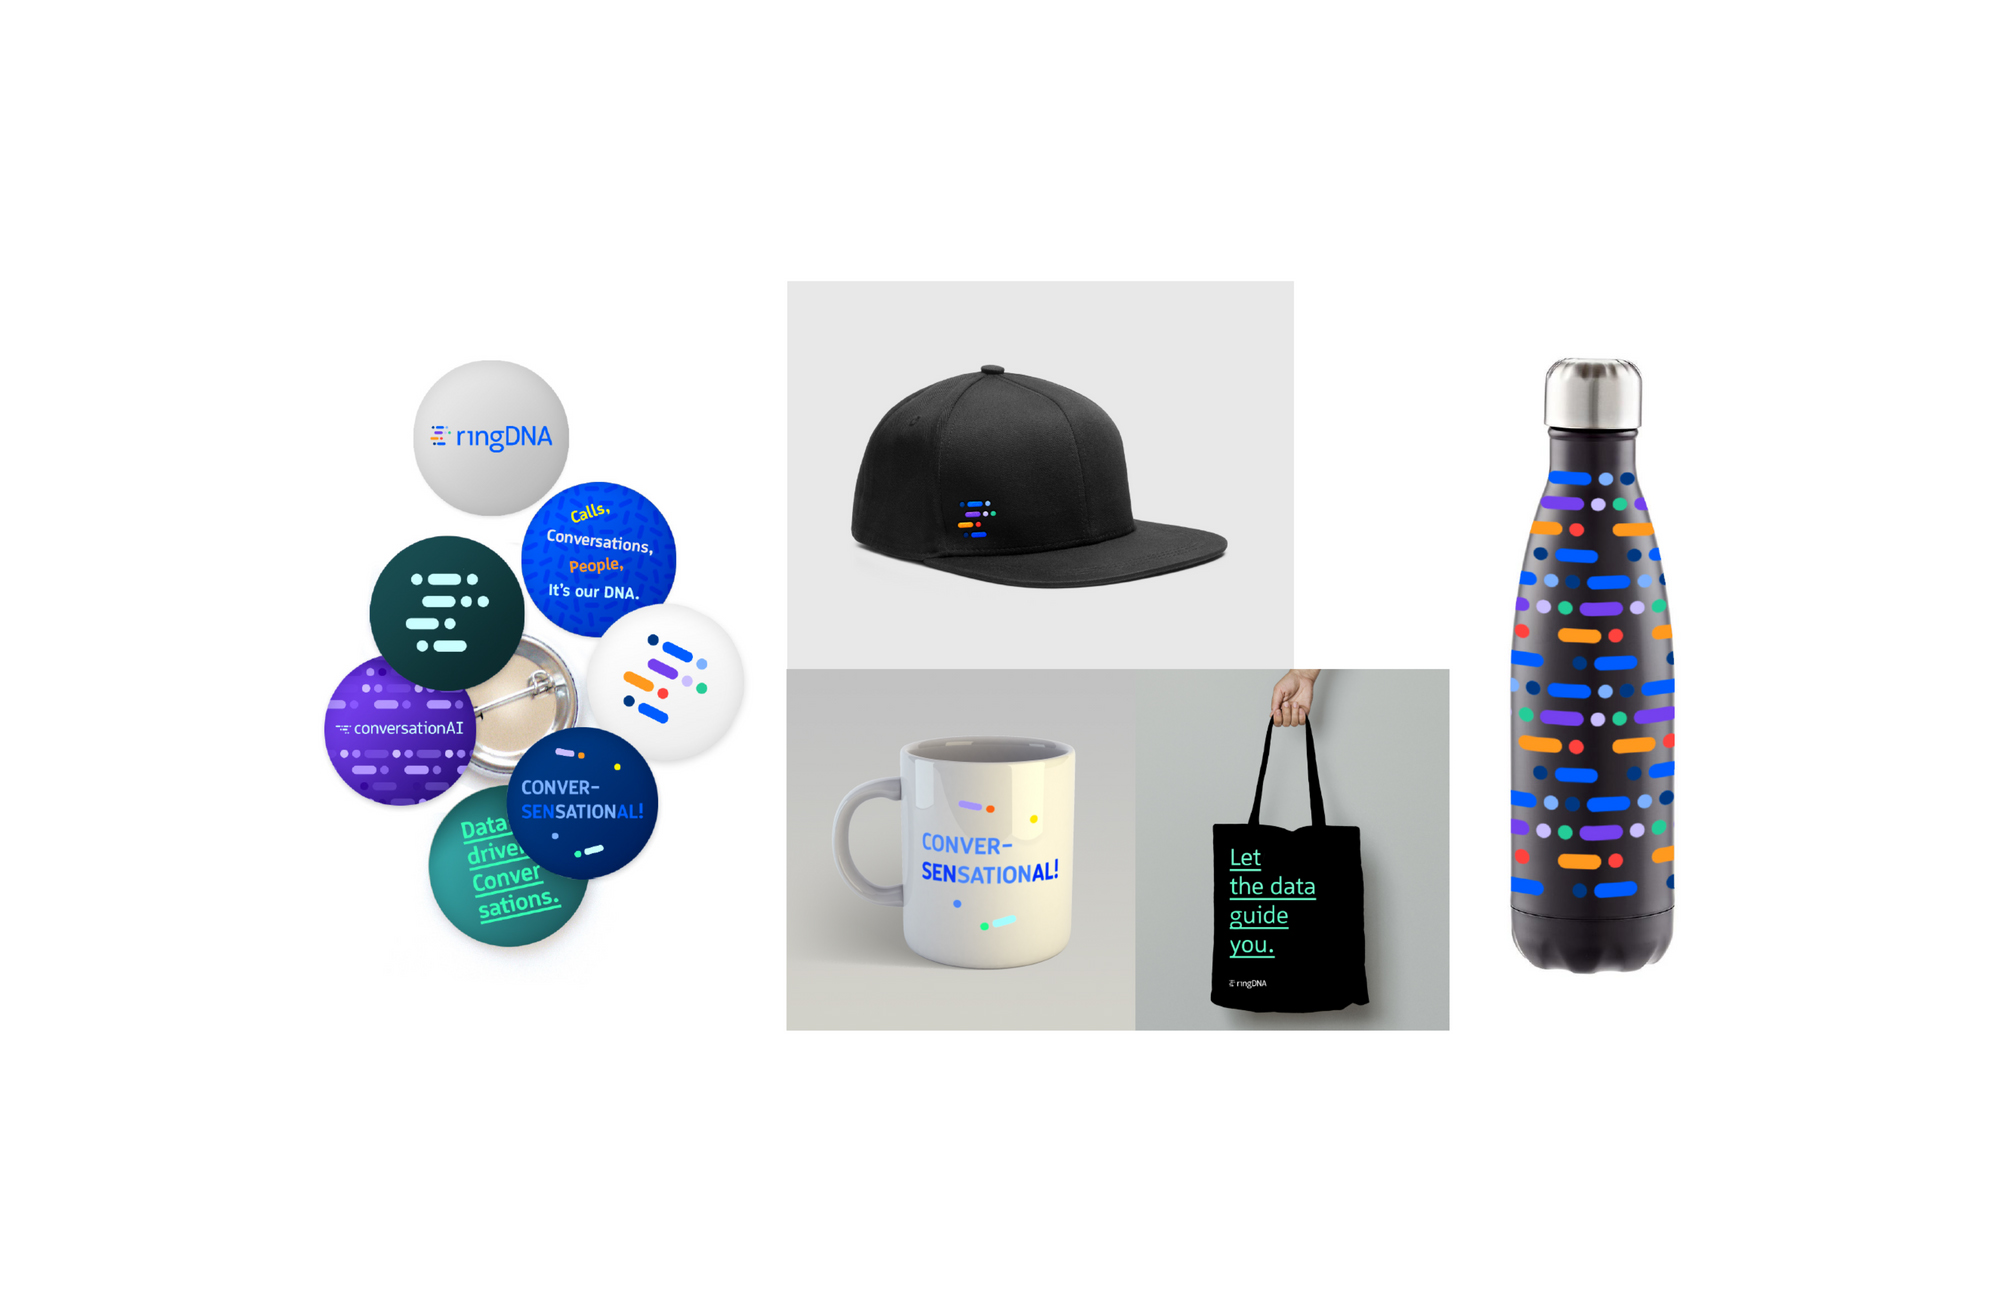 ringDNA
Calls,
Conversations,
People,
It's our DNA.
conversationAI
CONVER–
SENSATIONAL!
Data
Conver
sations.
CONVER–
SENSATIONAL!
Let
the data
guide
you.
ringDNA